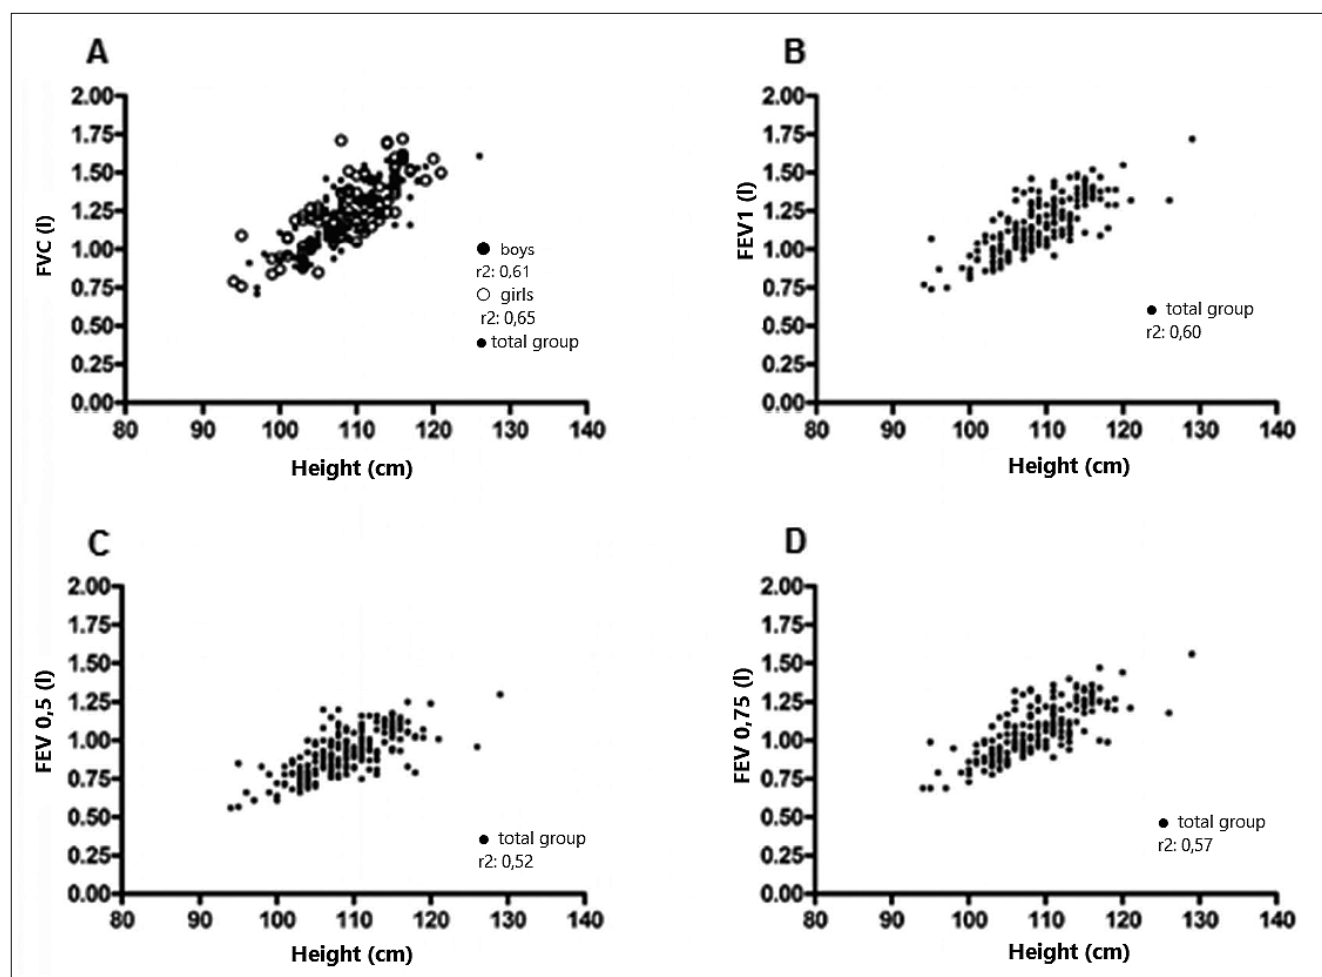 A
FVC (l)
2.00
1.75
1.50
1.25
1.00
0.75
0.50
0.25
0.00
80 90 100 110 120 130 140
Height (cm)
boys
r2: 0,61
girls
r2: 0,65
total group
B
FEV1 (l)
2.00
1.75
1.50
1.25
1.00
0.75
0.50
0.25
0.00
80 90 100 110 120 130 140
Height (cm)
total group
r2: 0,60
C
FEV 0,5 (l)
2.00
1.75
1.50
1.25
1.00
0.75
0.50
0.25
0.00
80 90 100 110 120 130 140
Height (cm)
total group
r2: 0,52
D
FEV 0,75 (l)
2.00
1.75
1.50
1.25
1.00
0.75
0.50
0.25
0.00
80 90 100 110 120 130 140
Height (cm)
total group
r2: 0,57